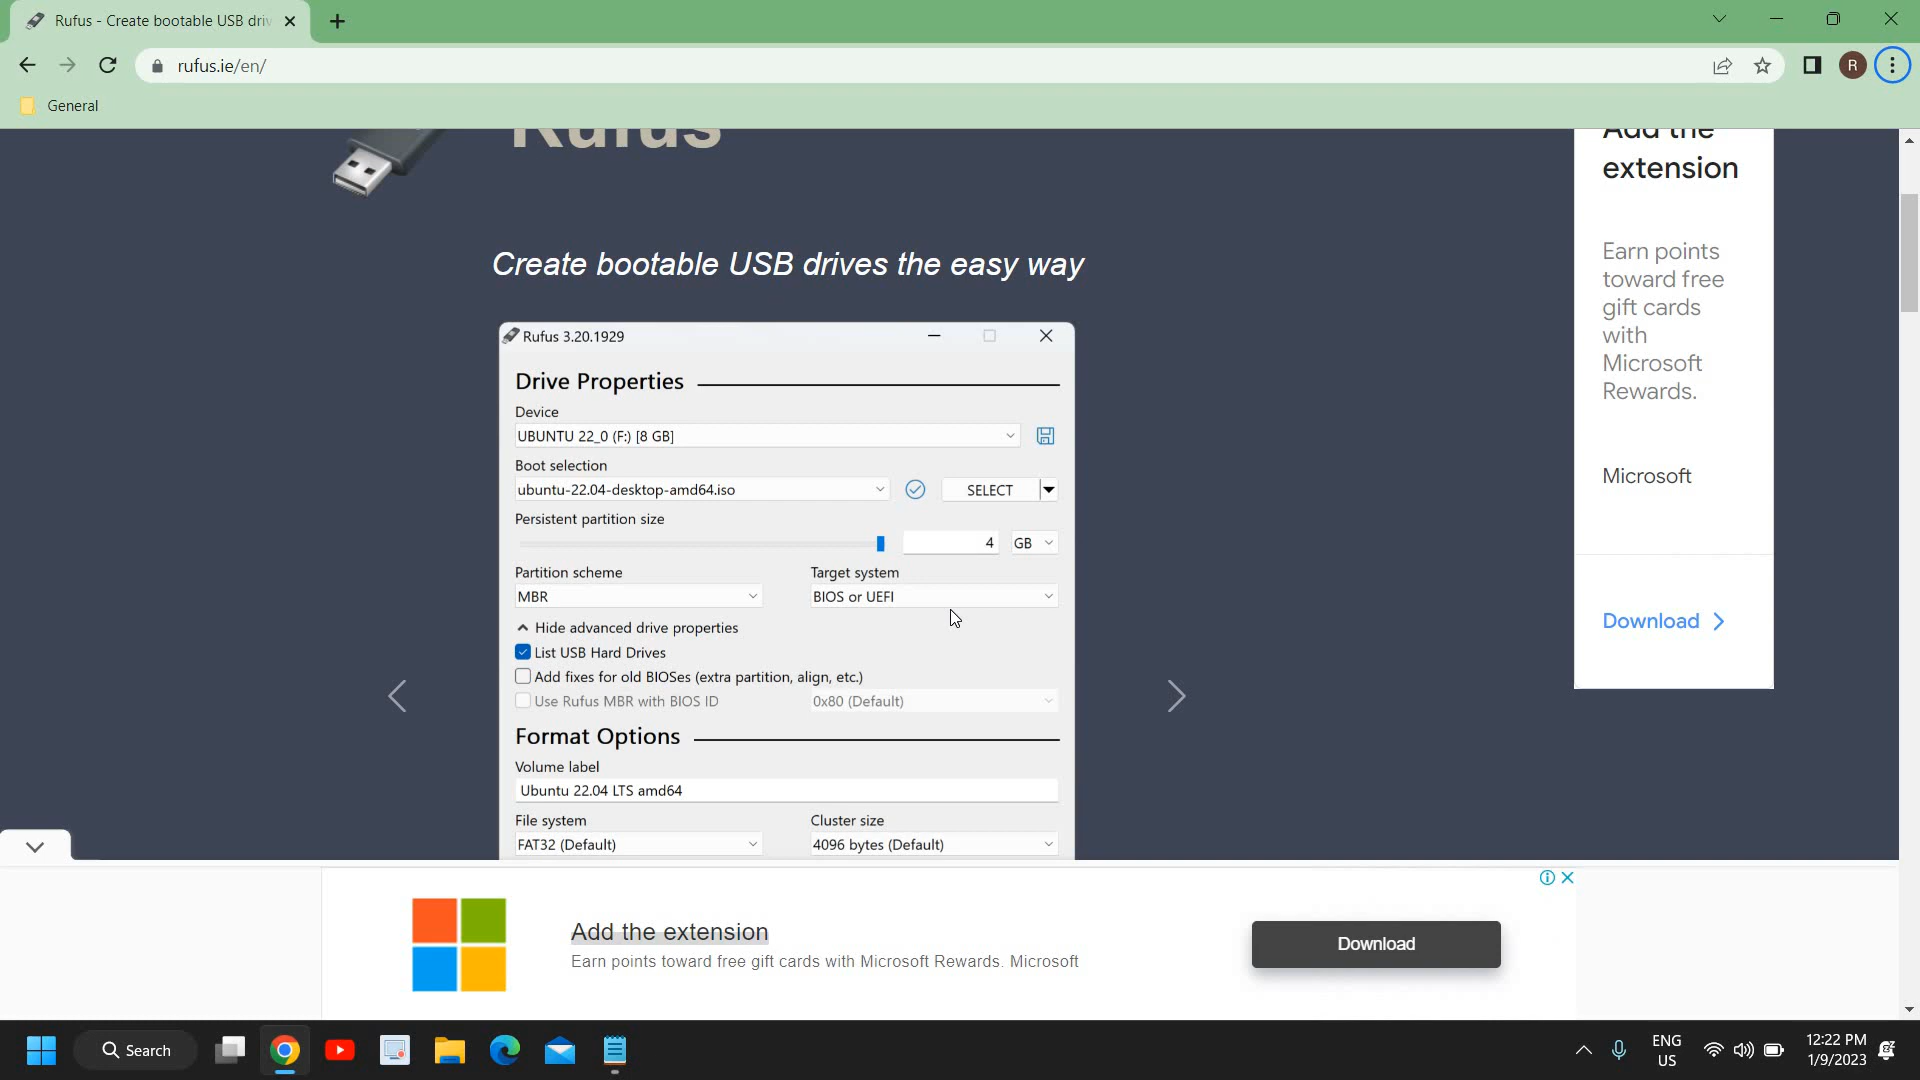 Rufus - Create bootable USB driv
rufus.ie/en/
R
General
Rufus
Create bootable USB drives the easy way
Rufus 3.20.1929
Drive Properties
Device
UBUNTU 22_0 (F:) [8 GB]
Boot selection
ubuntu-22.04-desktop-amd64.iso
SELECT
Persistent partition size
4 GB
Partition scheme Target system
MBR BIOS or UEFI
Hide advanced drive properties
List USB Hard Drives
Add fixes for old BIOSes (extra partition, align, etc.)
Use Rufus MBR with BIOS ID 0x80 (Default)
Format Options
Volume label
Ubuntu 22.04 LTS amd64
File system Cluster size
FAT32 (Default) 4096 bytes (Default)
Add the
extension
Earn points
toward free
gift cards
with
Microsoft
Rewards.
Microsoft
Download
Add the extension
Earn points toward free gift cards with Microsoft Rewards. Microsoft
Download
Search
ENG
US
12:22 PM
1/9/2023